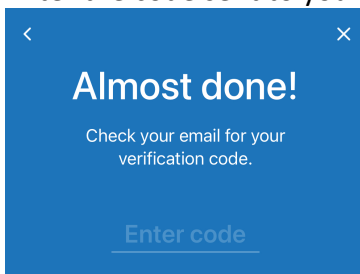 Almost done!
Check your email for your
verification code.
Enter code